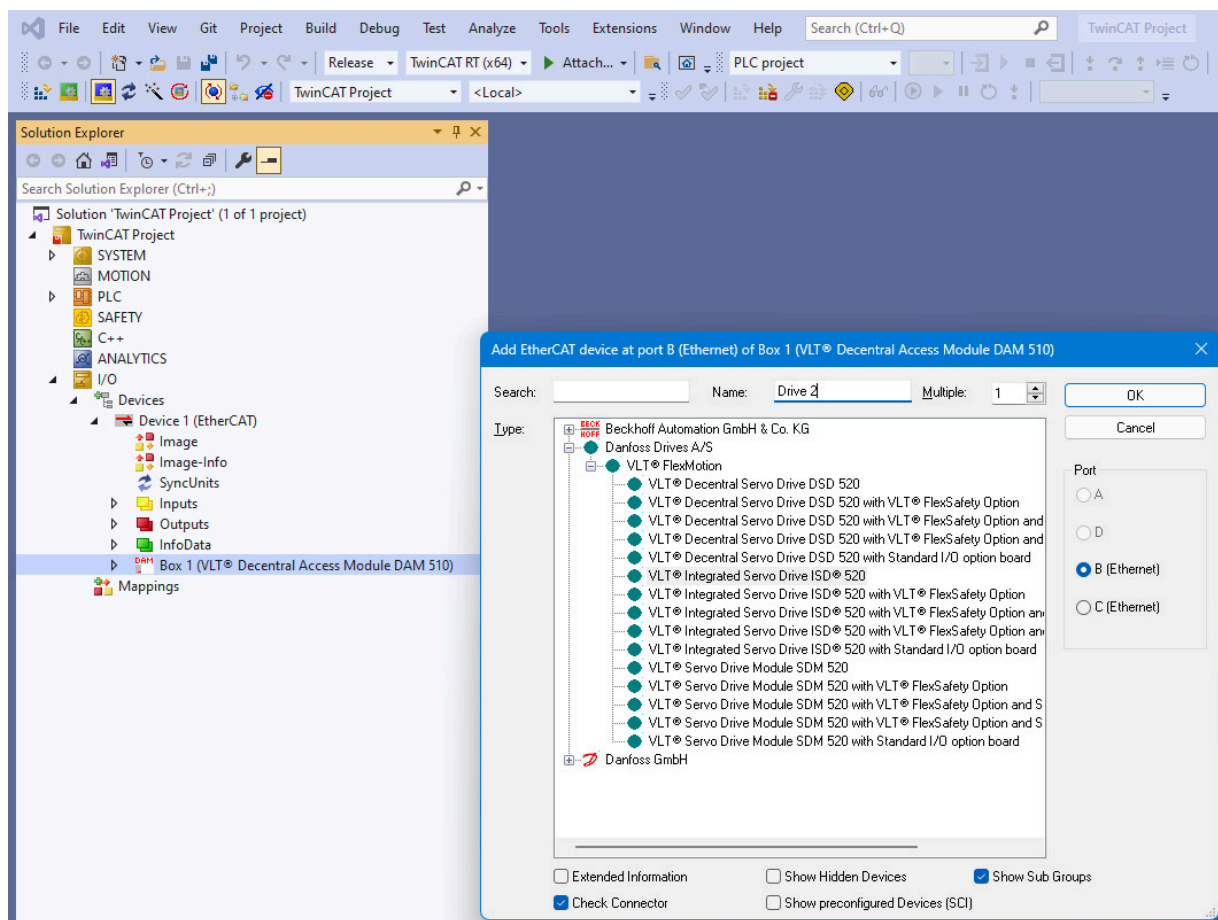 File Edit View Git Project Build Debug Test Analyze Tools Extensions Window Help Search (Ctrl+Q) TwinCAT Project
Release TwinCAT RT (x64) Attach... PLC project
TwinCAT Project <Local>
Solution Explorer
Search Solution Explorer (Ctrl+;)
Solution 'TwinCAT Project' (1 of 1 project)
TwinCAT Project
SYSTEM
MOTION
PLC
SAFETY
C++
ANALYTICS
I/O
Devices
Device 1 (EtherCAT)
Image
Image-Info
SyncUnits
Inputs
Outputs
InfoData
DAM Box 1 (VLT® Decentral Access Module DAM 510)
Mappings
Add EtherCAT device at port B (Ethernet) of Box 1 (VLT® Decentral Access Module DAM 510)
Search: Name: Drive 2 Multiple: 1 OK
Cancel
Type:
BECKHOFF Beckhoff Automation GmbH & Co. KG
Danfoss Drives A/S
VLT® FlexMotion
VLT® Decentral Servo Drive DSD 520
VLT® Decentral Servo Drive DSD 520 with VLT® FlexSafety Option
VLT® Decentral Servo Drive DSD 520 with VLT® FlexSafety Option and
VLT® Decentral Servo Drive DSD 520 with VLT® FlexSafety Option and
VLT® Decentral Servo Drive DSD 520 with Standard I/O option board
VLT® Integrated Servo Drive ISD® 520
VLT® Integrated Servo Drive ISD® 520 with VLT® FlexSafety Option
VLT® Integrated Servo Drive ISD® 520 with VLT® FlexSafety Option an
VLT® Integrated Servo Drive ISD® 520 with VLT® FlexSafety Option an
VLT® Integrated Servo Drive ISD® 520 with Standard I/O option board
VLT® Servo Drive Module SDM 520
VLT® Servo Drive Module SDM 520 with VLT® FlexSafety Option
VLT® Servo Drive Module SDM 520 with VLT® FlexSafety Option and S
VLT® Servo Drive Module SDM 520 with VLT® FlexSafety Option and S
VLT® Servo Drive Module SDM 520 with Standard I/O option board
Danfoss GmbH
Port
A
D
B (Ethernet)
C (Ethernet)
Extended Information Show Hidden Devices Show Sub Groups
Check Connector Show preconfigured Devices (SCI)